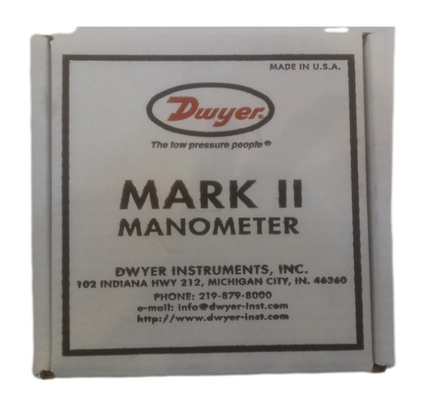 MADE IN U.S.A.
Dwyer®
The low pressure people®
MARK II
MANOMETER
DWYER INSTRUMENTS, INC.
102 INDIANA HWY 212, MICHIGAN CITY, IN. 46360
PHONE: 219-879-8000
e-mail: info@dwyer-inst.com
http://www.dwyer-inst.com